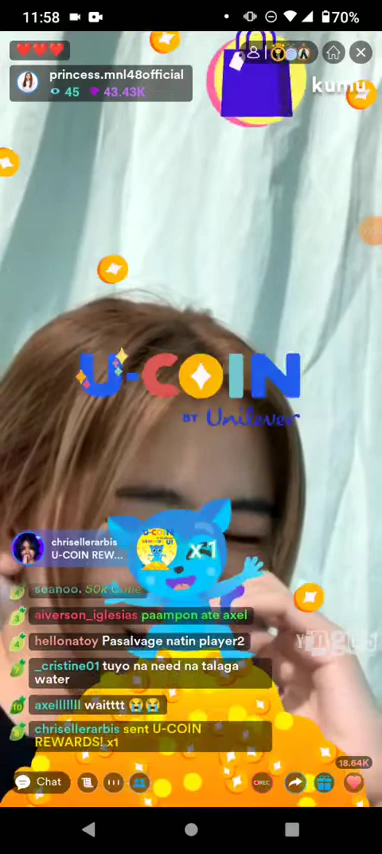 11:58
70%
princess.mnl48official
45 43.43K
kumu
U-COIN
BY Unilever
chrisellerarbis
U-COIN REW...
x1
seanoo. 50k
aiverson_iglesias paampon ate axel
hellonatoy Pasalvage natin player2
_cristine01 tuyo na need na talaga
water
axelllllll waitttt 😭😭
chrisellerarbis sent U-COIN
REWARDS! x1
18.64K
Chat